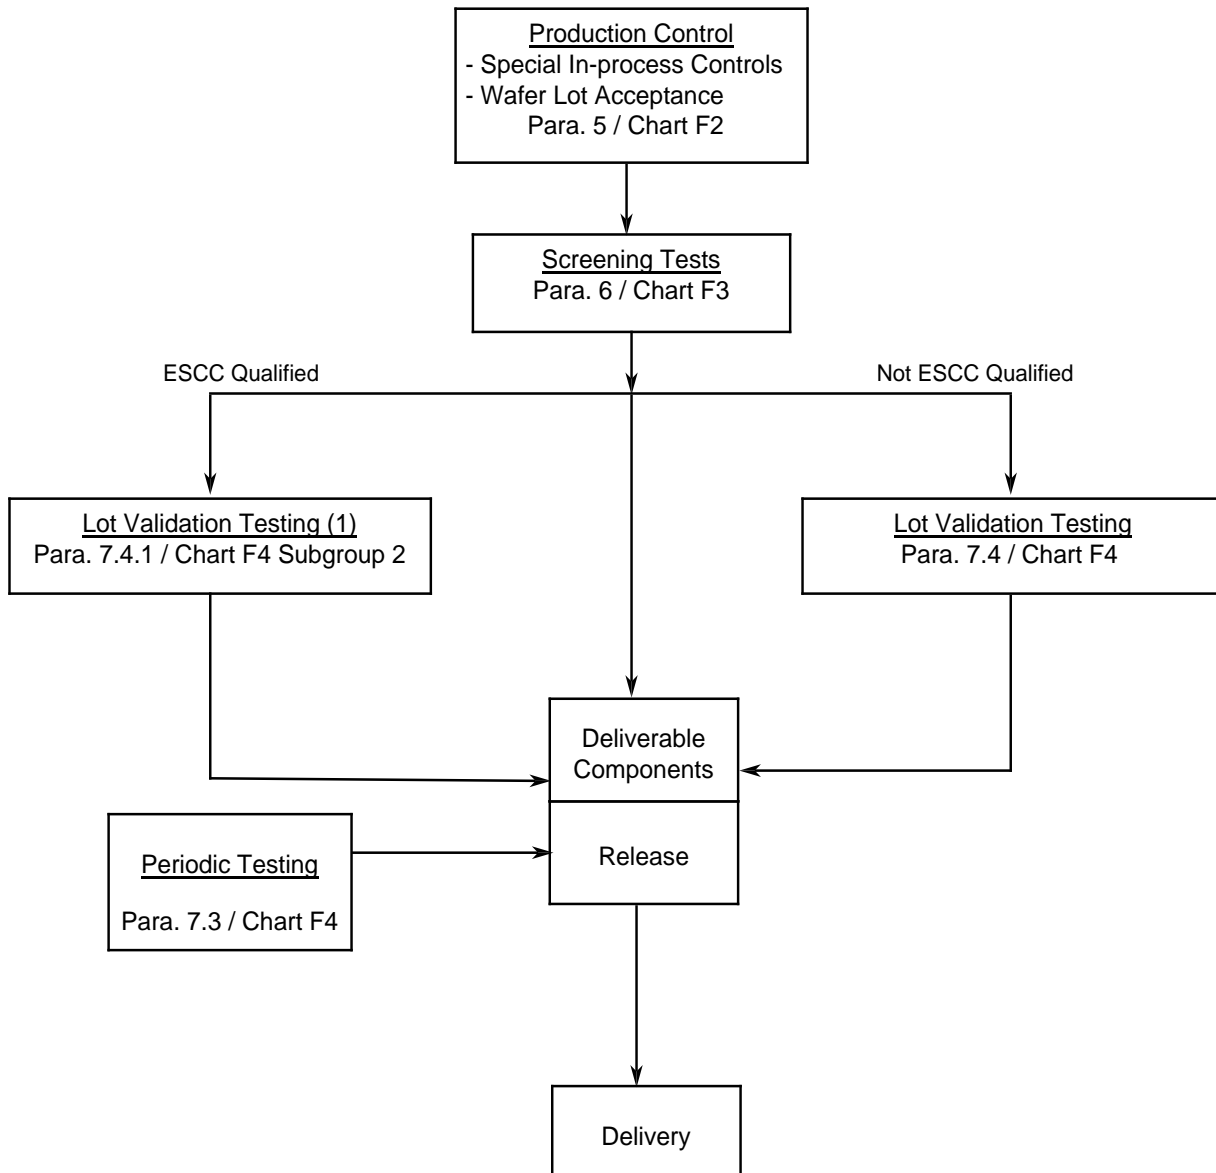 Production Control
- Special In-process Controls
- Wafer Lot Acceptance
Para. 5 / Chart F2
Screening Tests
Para. 6 / Chart F3
ESCC Qualified
Not ESCC Qualified
Lot Validation Testing (1)
Para. 7.4.1 / Chart F4 Subgroup 2
Lot Validation Testing
Para. 7.4 / Chart F4
Deliverable
Components
Release
Periodic Testing
Para. 7.3 / Chart F4
Delivery